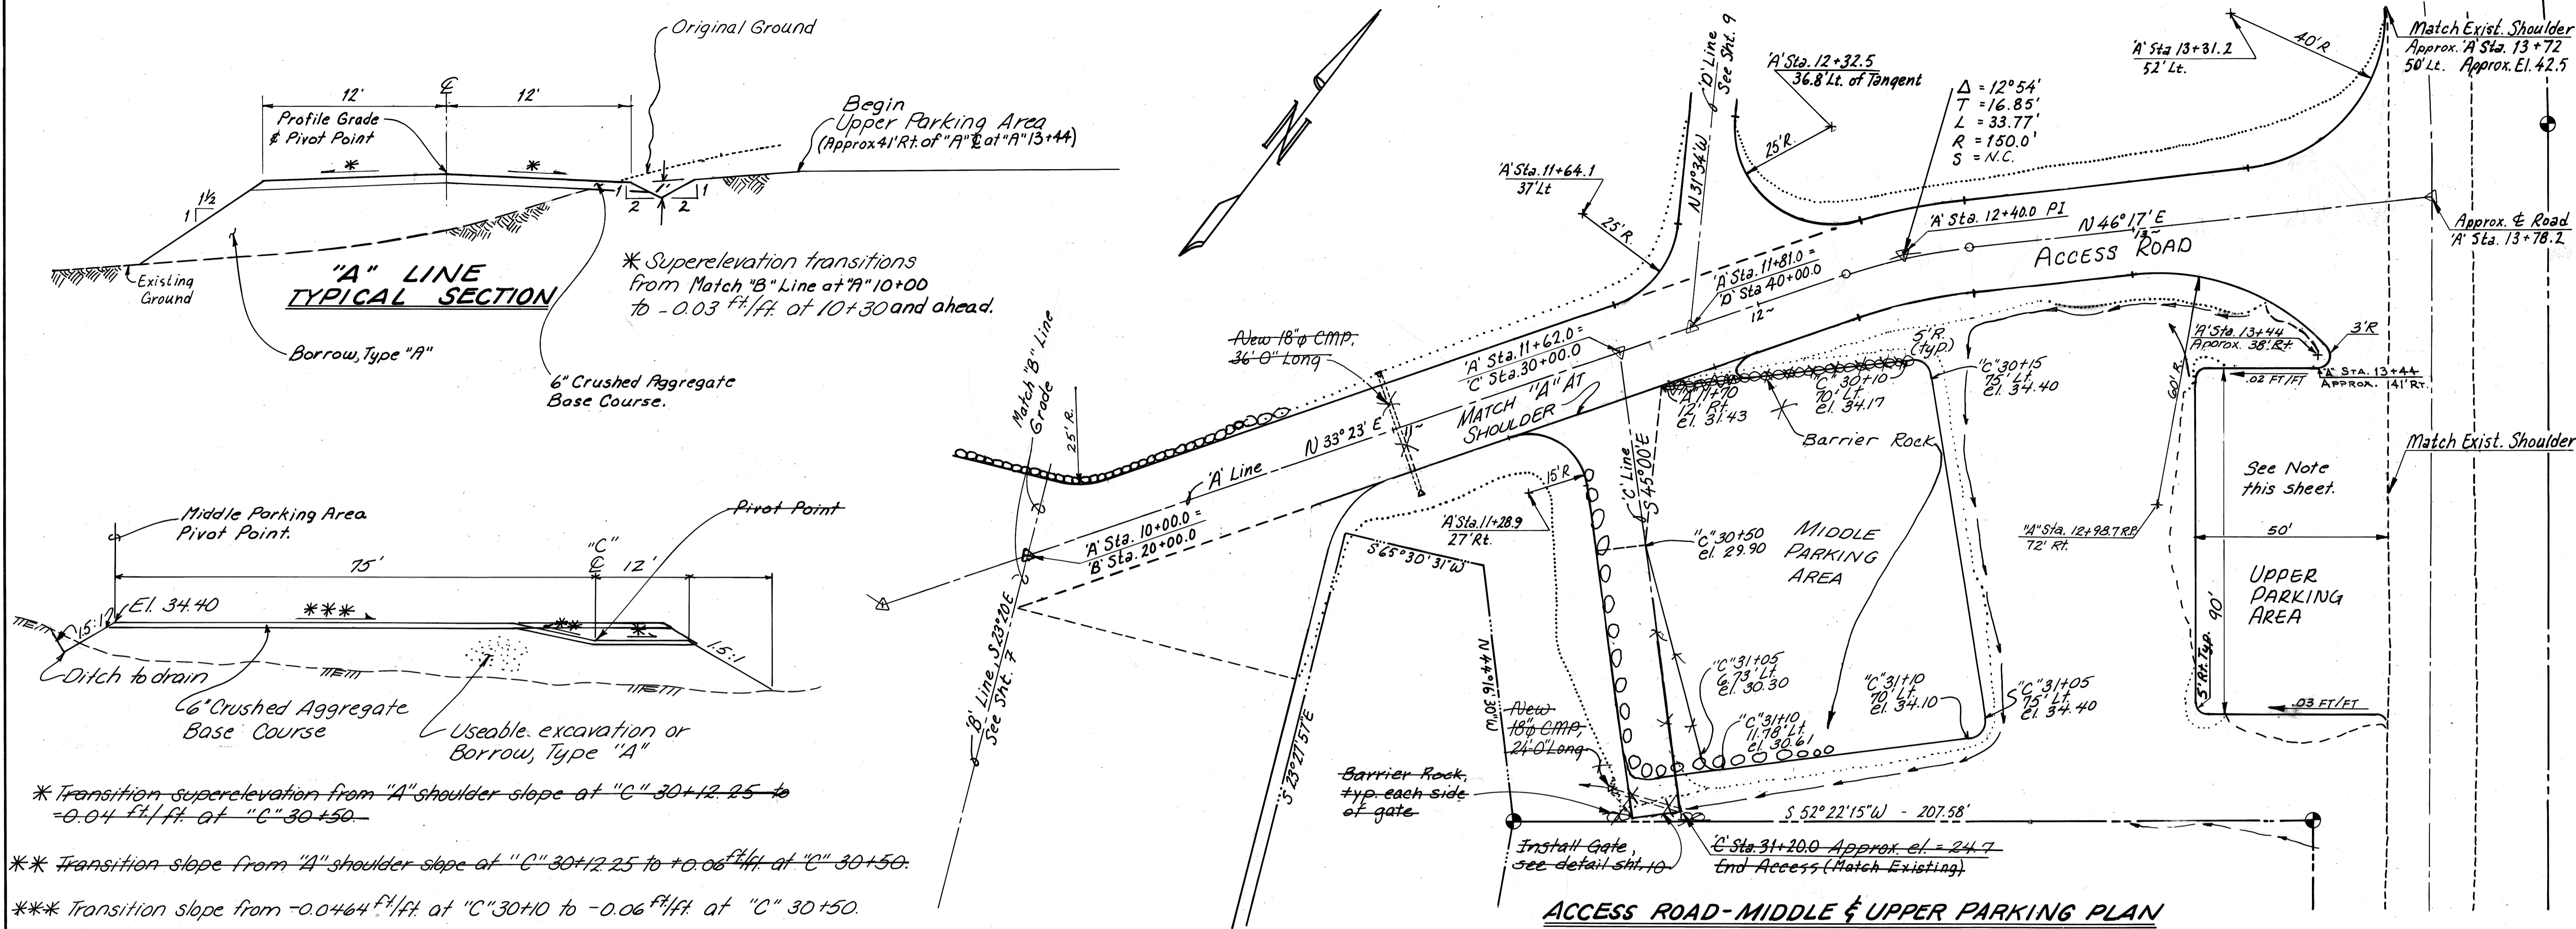 Original Ground
12'
℄
12'
Profile Grade
& Pivot Point
*
*
Begin
Upper Parking Area
(Approx 41' Rt. of "A" ℄ at "A" 13+44)
1½
1
1
2
1'
2
1
Existing
Ground
"A" LINE
TYPICAL SECTION
* Superelevation transitions
from Match "B" Line at "A" 10+00
to -0.03 ft/ft. at 10+30 and ahead.
Borrow, Type "A"
6" Crushed Aggregate
Base Course.
Middle Parking Area
Pivot Point.
Pivot Point
75'
"C"
℄
12'
El. 34.40
***
**
*
1.5:1
1.5:1
Ditch to drain
6" Crushed Aggregate
Base Course
Useable excavation or
Borrow, Type "A"
* Transition superelevation from "A" shoulder slope at "C" 30+12.25 to
-0.04 ft/ft. at "C" 30+50.
** Transition slope from "A" shoulder slope at "C" 30+12.25 to +0.06 ft/ft. at "C" 30+50.
*** Transition slope from -0.0464 ft/ft. at "C" 30+10 to -0.06 ft/ft. at "C" 30+50.
N
'D' Line
See Sht. 9
N 31°34' W
'A' Sta. 12+32.5
36.8' Lt. of Tangent
25' R.
Δ = 12°54'
T = 16.85'
L = 33.77'
R = 150.0'
S = N.C.
'A' Sta 13+31.2
52' Lt.
40' R
Match Exist. Shoulder
Approx. 'A' Sta. 13+72
50' Lt. Approx. El. 42.5
'A' Sta. 11+64.1
37' Lt
25' R.
'A' Sta. 12+40.0 PI
N 46°17' E
13~
ACCESS ROAD
Approx. ℄ Road
'A' Sta. 13+78.2
'A' Sta. 11+81.0 =
'D' Sta 40+00.0
12~
New 18"ϕ CMP,
36'-0" Long
'A' Sta. 11+62.0 =
'C' Sta. 30+00.0
Match "B" Line
Grade
25' R.
N 33°23' E
11~
MATCH "A" AT
SHOULDER
'A' Line
'A' Sta. 10+00.0 =
'B' Sta. 20+00.0
'B' Line, S 23°20' E
See Sht. 7
"A" 11+70
12' Rt.
el. 31.43
"C" 30+10
70' Lt.
el. 34.17
5' R.
(typ.)
"C" 30+15
75' Lt
el. 34.40
Barrier Rock
'A' Sta. 13+44
Approx. 38' Rt.
3' R
.02 FT/FT
'A' STA. 13+44
APPROX. 141' RT.
60' R.
Match Exist. Shoulder
See Note
this sheet.
50'
UPPER
PARKING
AREA
90'
5' Rt. Typ.
.03 FT/FT
"A" Sta. 12+98.7 RP
72' Rt.
15' R
'A' Sta. 11+28.9
27' Rt.
'C' Line
S 45°00' E
"C" 30+50
el. 29.90
MIDDLE
PARKING
AREA
S 65°30'31" W
N 44°16'30" W
S 23°27'57" E
"C" 31+05
6.73' Lt
el. 30.30
"C" 31+10
11.78' Lt
el. 30.61
"C" 31+10
70' Lt
el. 34.10
"C" 31+05
75' Lt.
el. 34.40
New
18"ϕ CMP,
24'-0" Long
Barrier Rock,
typ. each side
of gate
Install Gate,
see detail sht. 10
'C' Sta. 31+20.0 Approx. el. = 24.7
End Access (Match Existing)
S 52°22'15" W - 207.58'
ACCESS ROAD - MIDDLE & UPPER PARKING PLAN